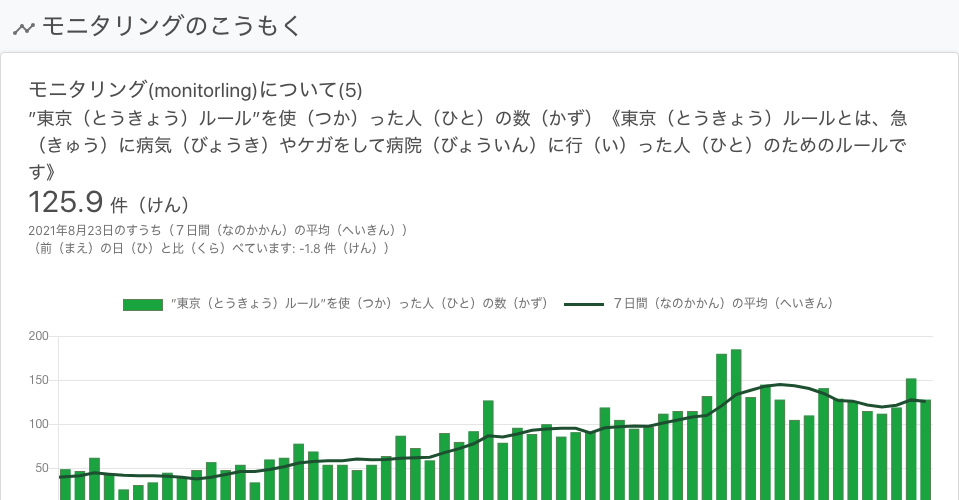 モニタリングのこうもく
モニタリング(monitorling)について(5)
”東京（とうきょう）ルール”を使（つか）った人（ひと）の数（かず）《東京（とうきょう）ルールとは、急
（きゅう）に病気（びょうき）やケガをして病院（びょういん）に行（い）った人（ひと）のためのルールで
す》
125.9 件（けん）
2021年8月23日のすうち（７日間（なのかかん）の平均（へいきん））
（前（まえ）の日（ひ）と比（くら）べています: -1.8 件（けん））
”東京（とうきょう）ルール”を使（つか）った人（ひと）の数（かず） ７日間（なのかかん）の平均（へいきん）
200
150
100
50